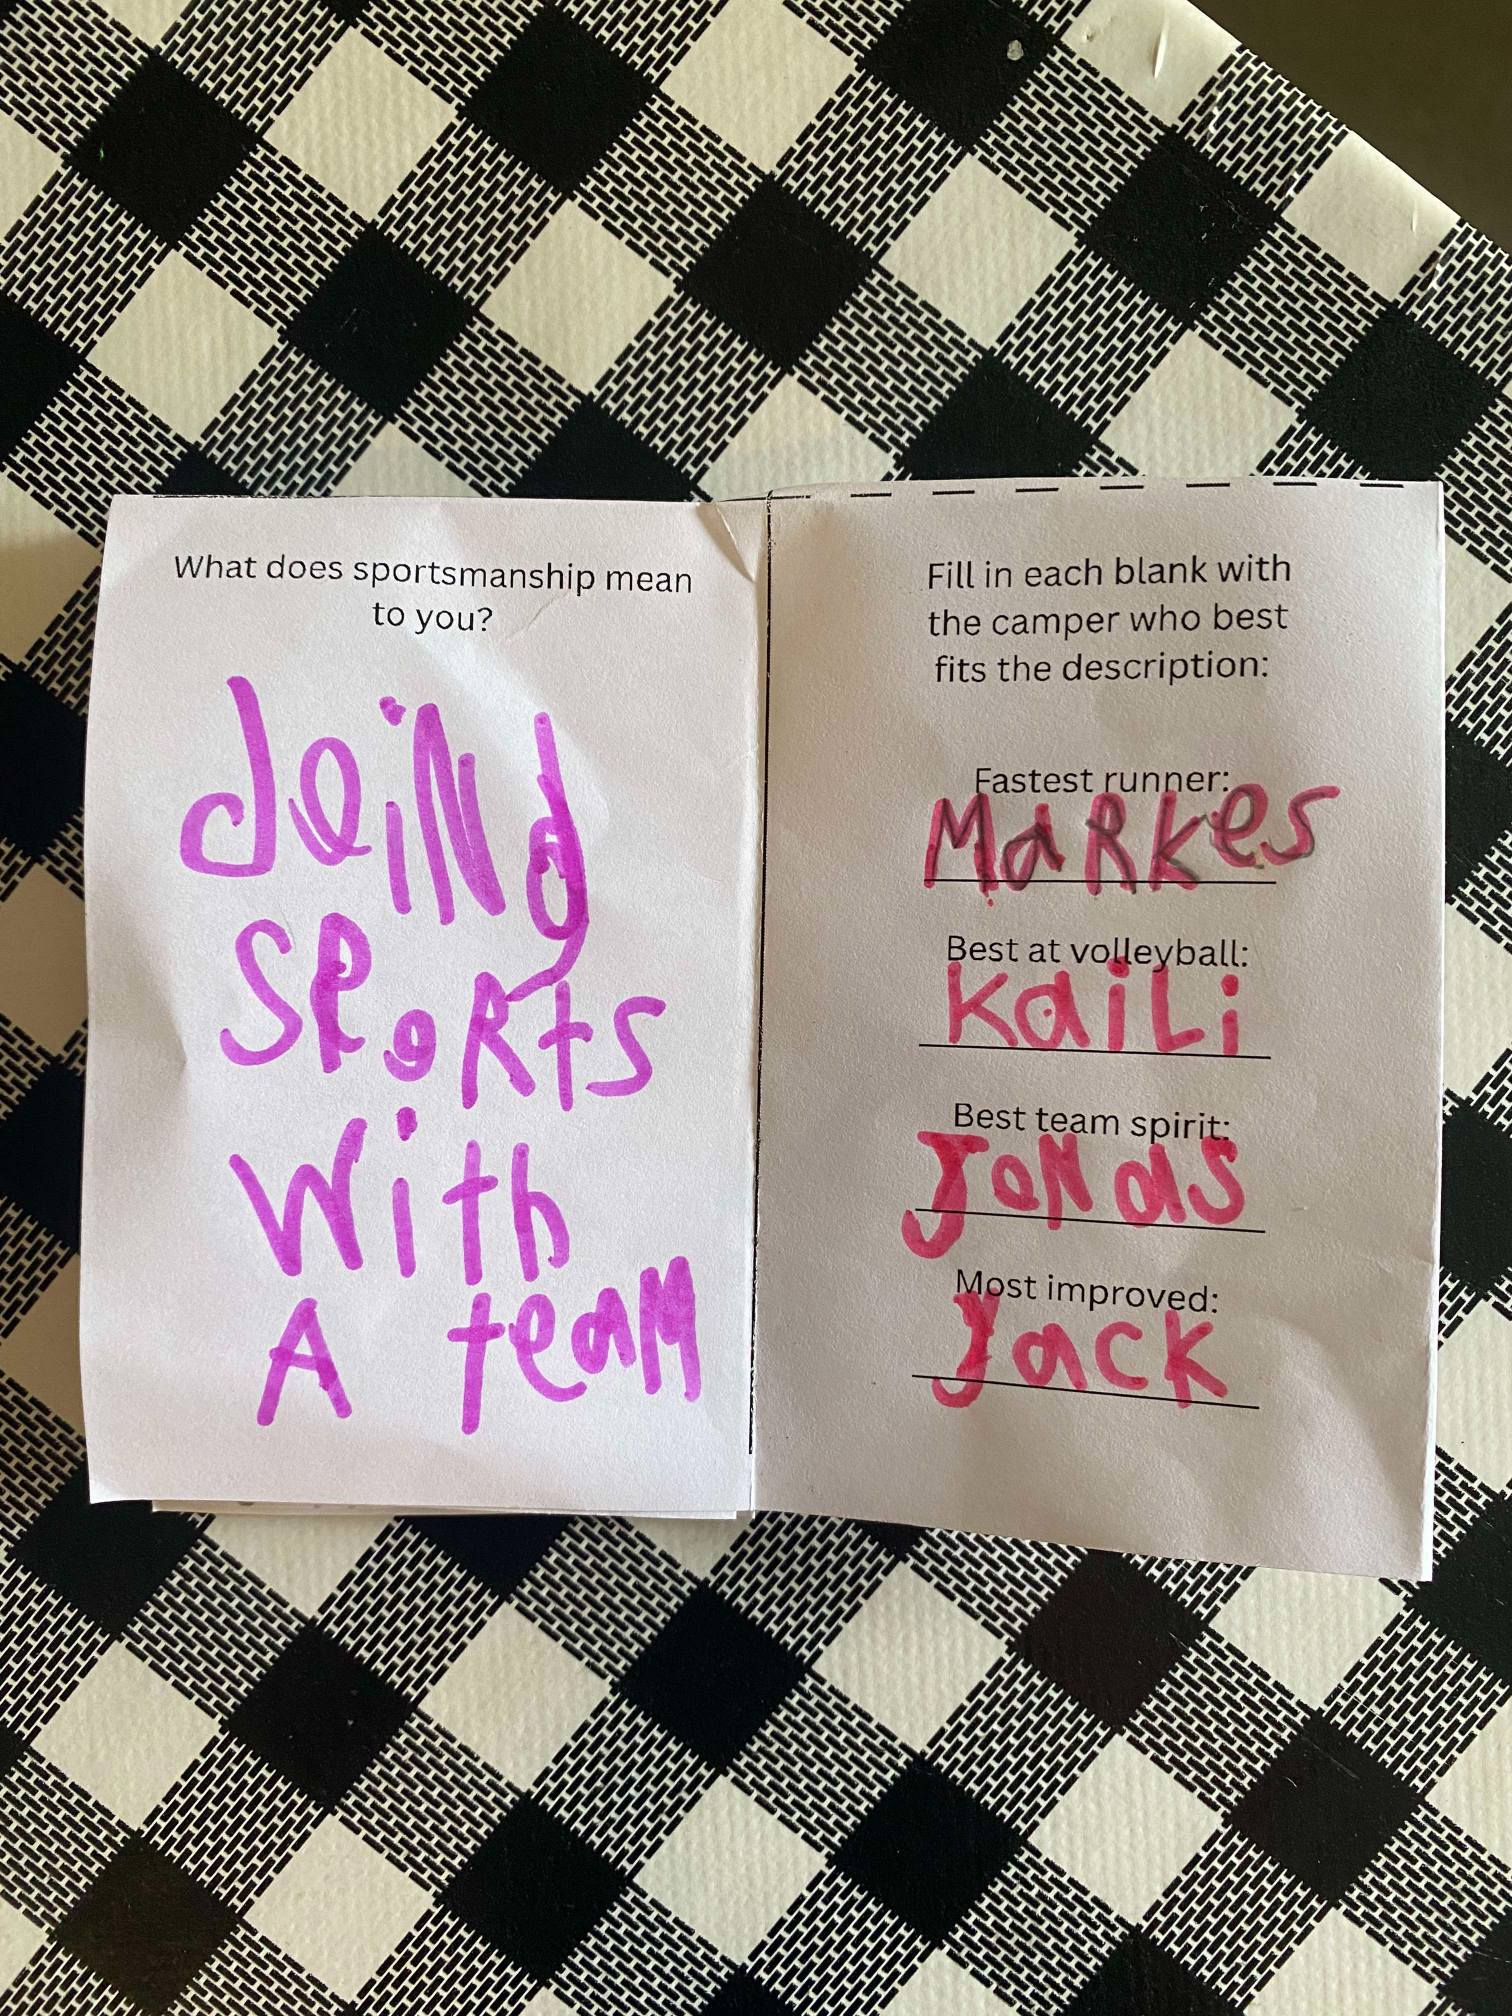 What does sportsmanship mean
to you?
doing
SPoRts
With
A team
Fill in each blank with
the camper who best
fits the description:
Fastest runner:
MaRKes
Best at volleyball:
KaiLi
Best team spirit:
JoNas
Most improved:
Jack